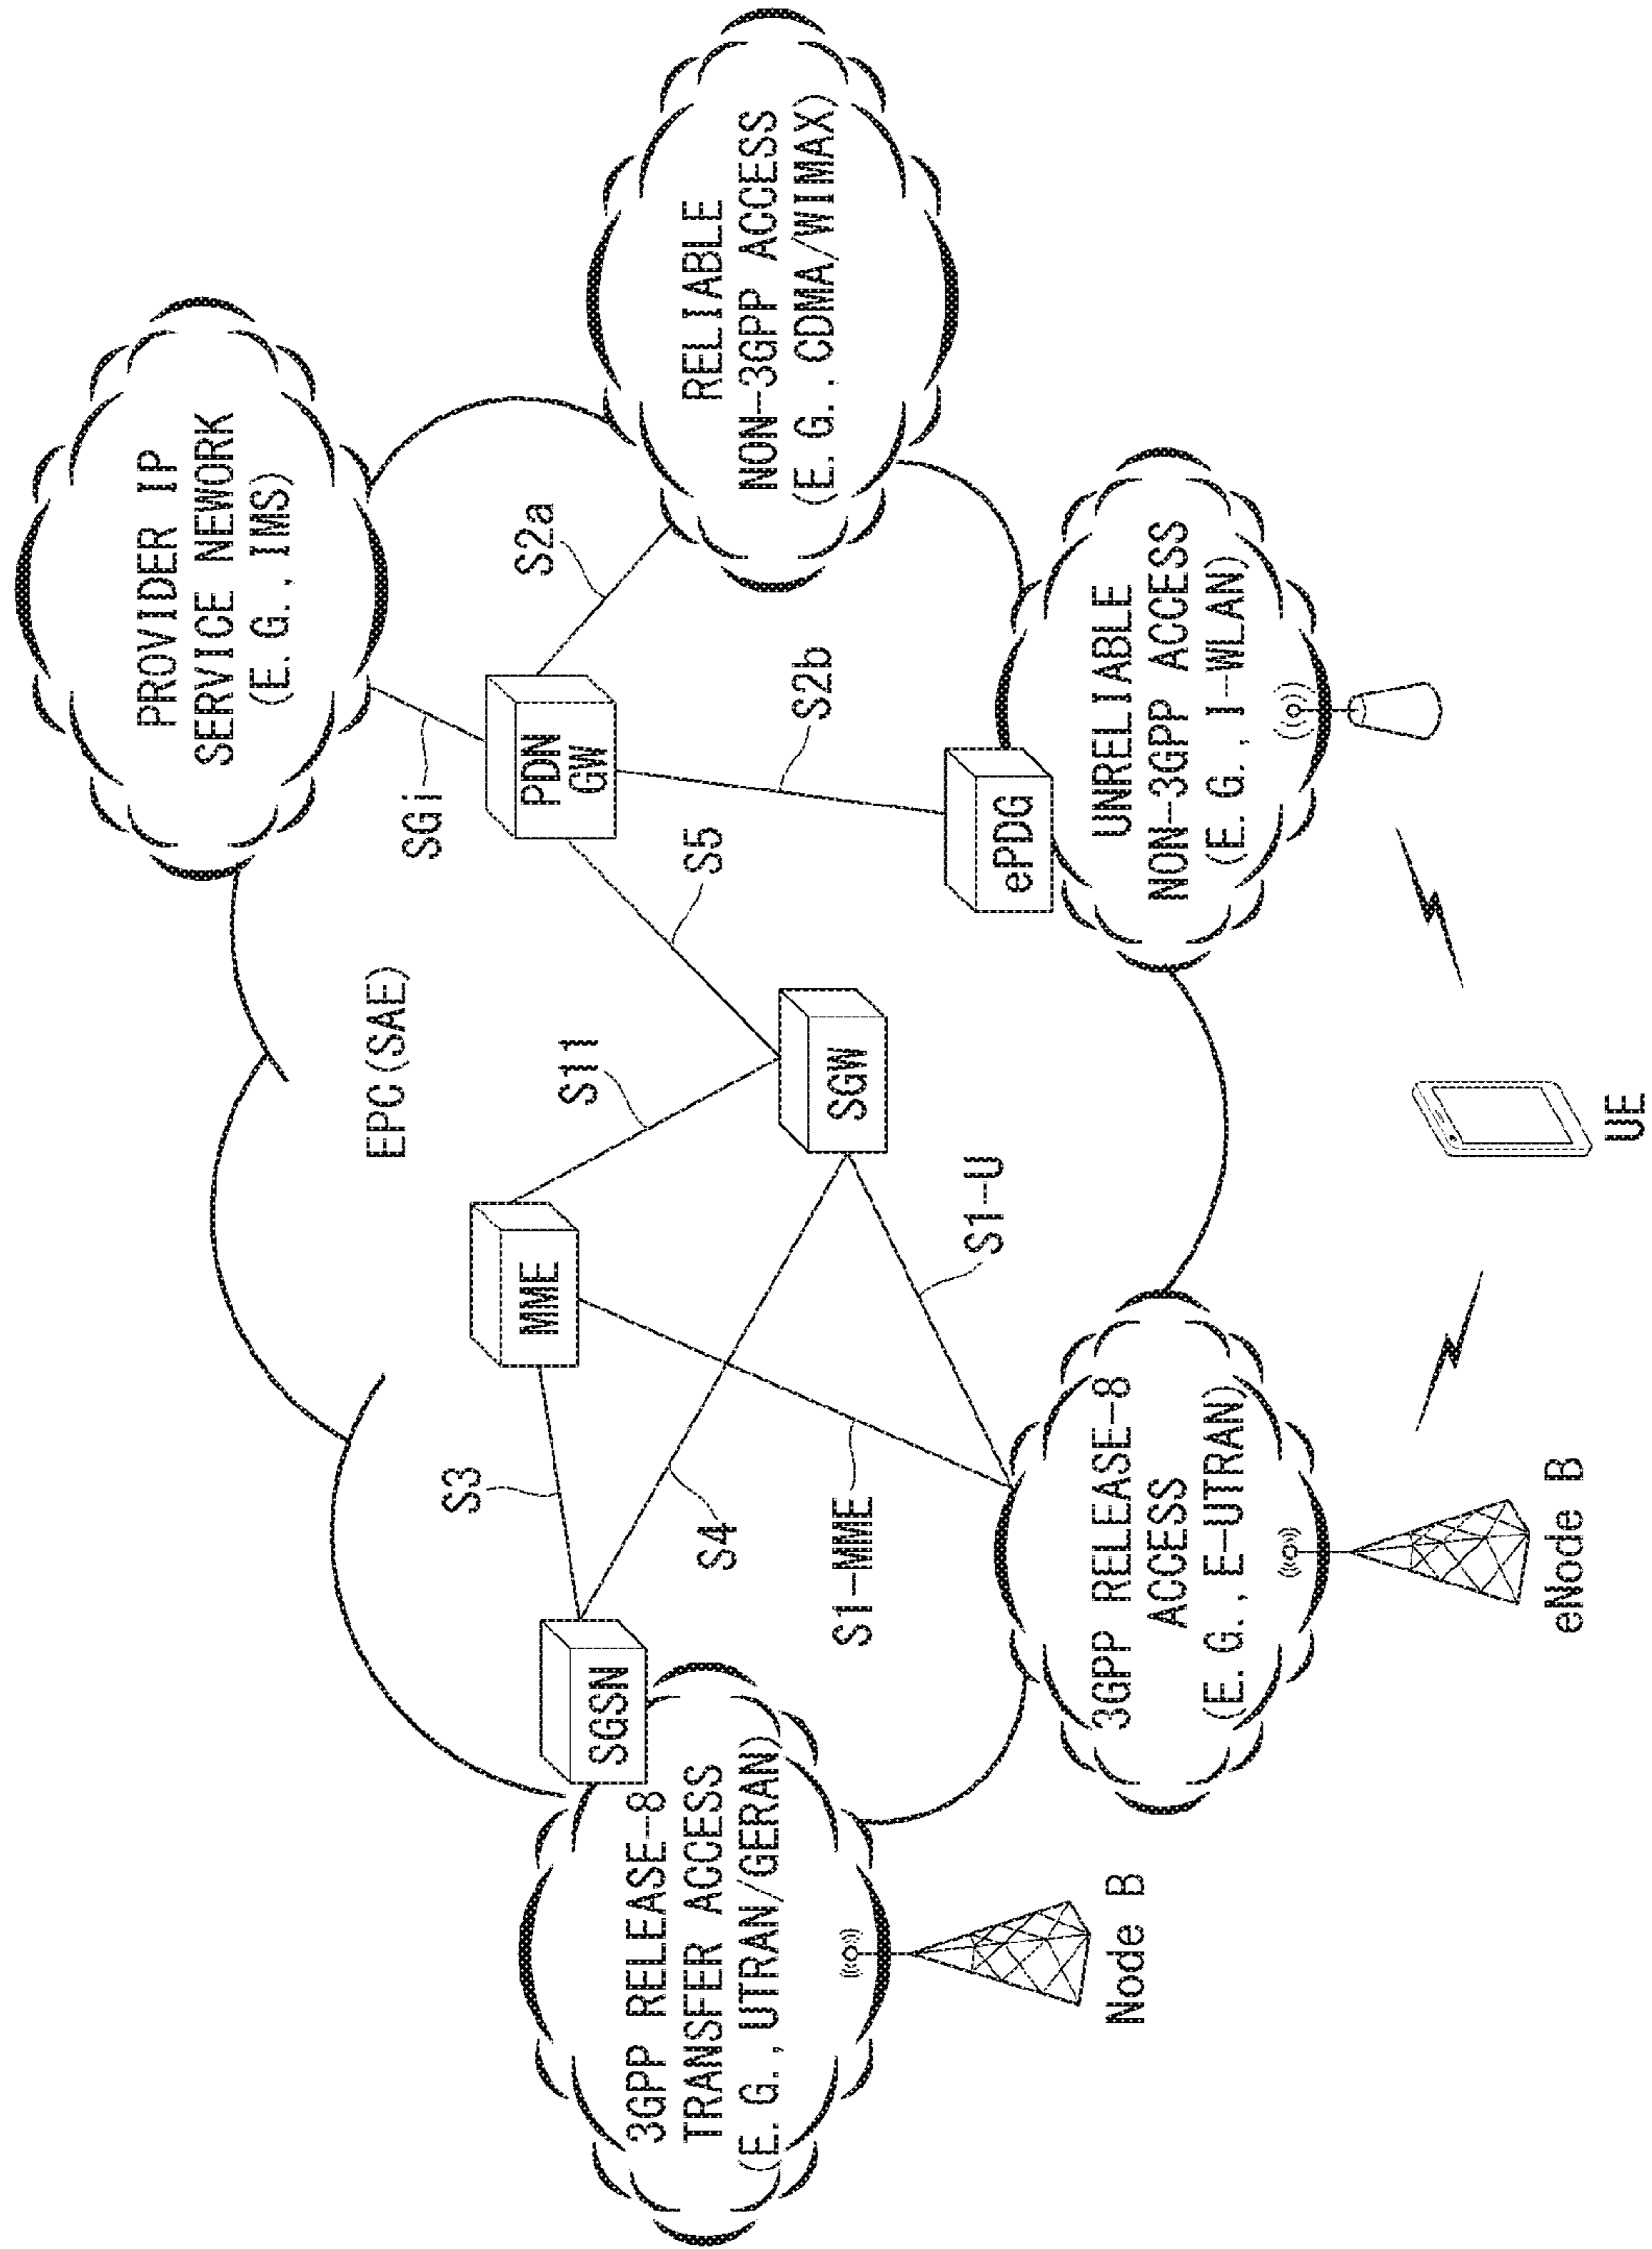 PROVIDER IP
SERVICE NEWORK
(E. G. , IMS)
SGi
EPC(SAE)
S2a
PDN
GW
S11
S3
MME
SGSN
S5
S2b
RELIABLE
NON-3GPP ACCESS
(E. G. , CDMA/WIMAX)
S4
SGW
3GPP RELEASE-8
TRANSFER ACCESS
(E. G. , UTRAN/GERAN)
S1-MME
S1-U
ePDG
Node B
3GPP RELEASE-8
ACCESS
(E. G. , E-UTRAN)
UNRELIABLE
NON-3GPP ACCESS
(E. G. , I-WLAN)
eNode B
UE